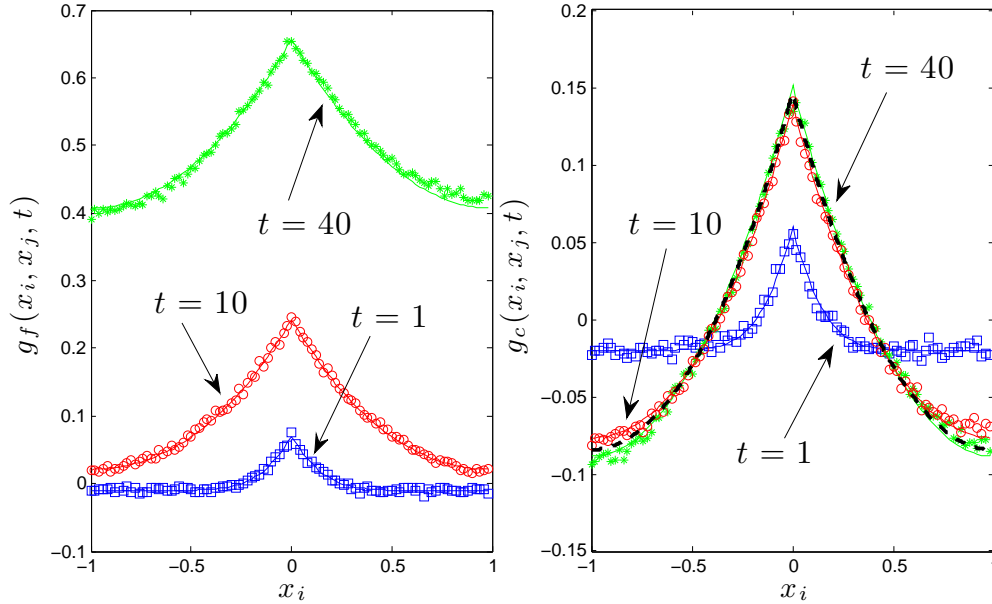 0.7
0.6
0.5
0.4
0.3
0.2
0.1
0
−0.1
−1
−0.5
0
0.5
1
g_f(x_i, x_j, t)
x_i
t = 40
t = 10
t = 1
0.2
0.15
0.1
0.05
0
−0.05
−0.1
−0.15
−1
−0.5
0
0.5
1
g_c(x_i, x_j, t)
x_i
t = 40
t = 10
t = 1